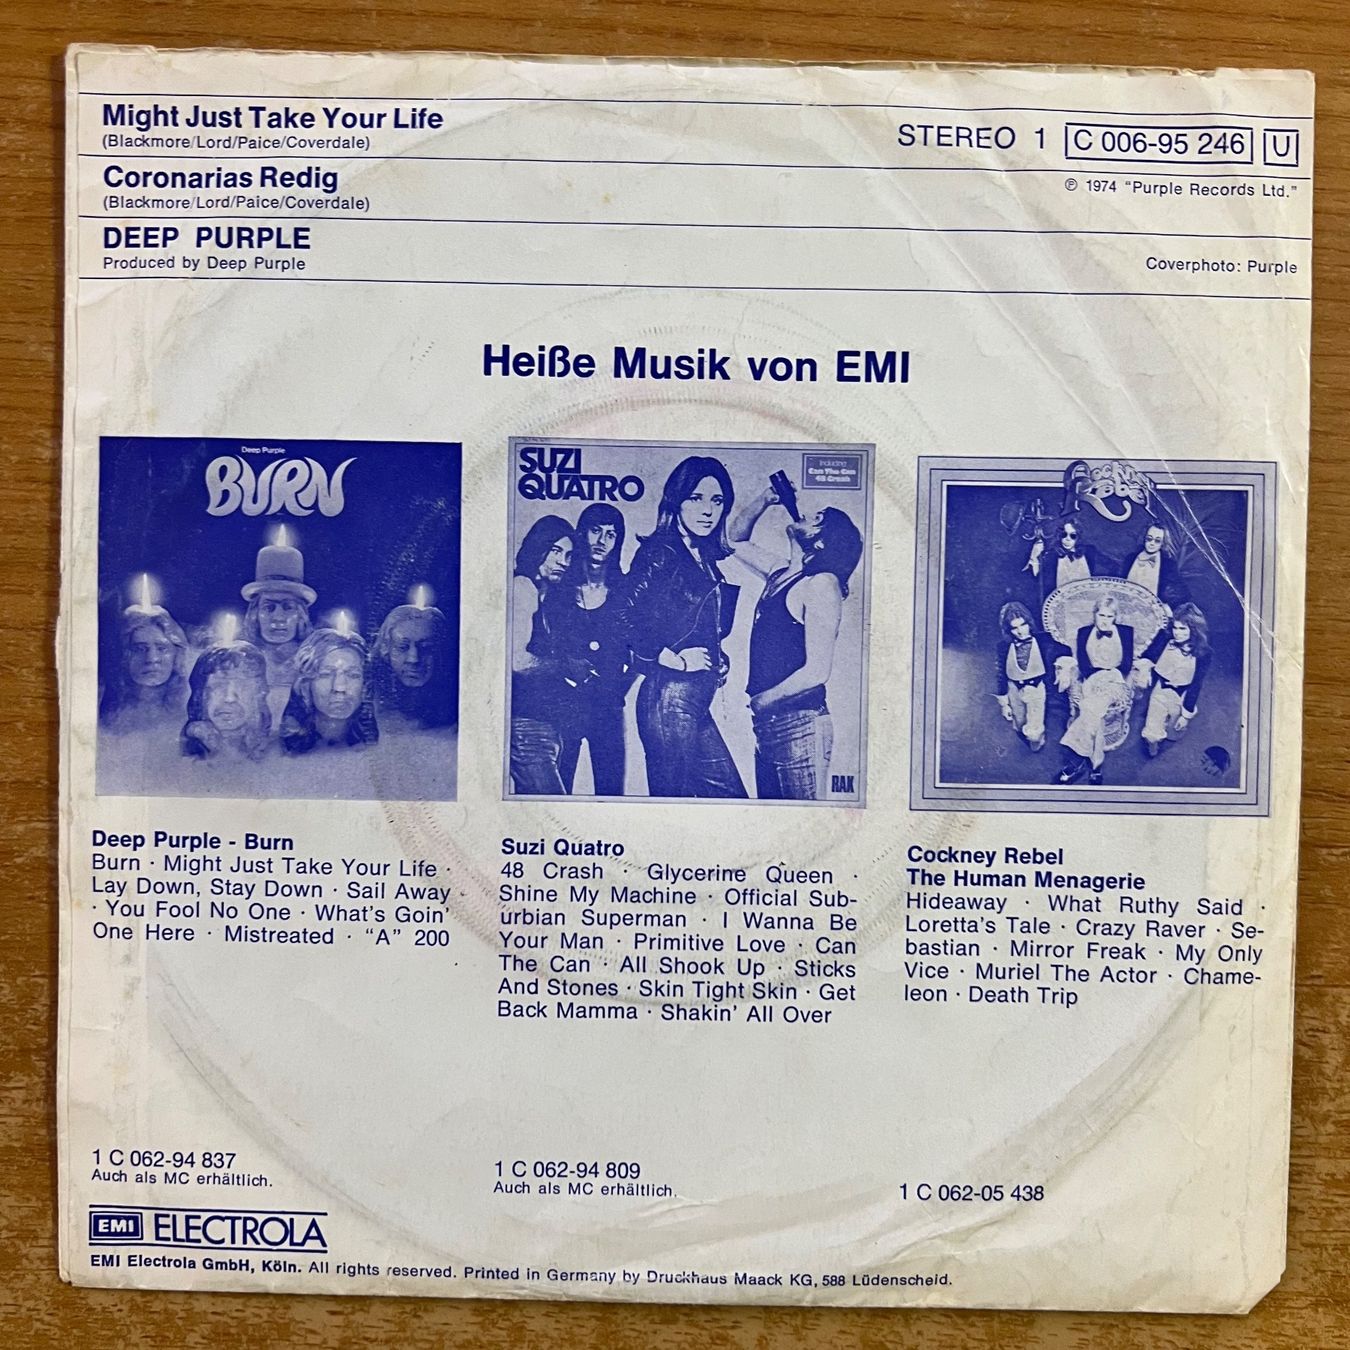 Might Just Take Your Life
(Blackmore/Lord/Paice/Coverdale)
Coronarias Redig
(Blackmore/Lord/Paice/Coverdale)
DEEP PURPLE
Produced by Deep Purple
STEREO 1 C 006-95 246 U
℗ 1974 “Purple Records Ltd.”
Coverphoto: Purple
Heiße Musik von EMI
Deep Purple
BURN
SUZI
QUATRO
Including
Can The Can
48 Crash
RAK
Cockney
Rebel
Deep Purple - Burn
Burn · Might Just Take Your Life ·
Lay Down, Stay Down · Sail Away
· You Fool No One · What’s Goin’
One Here · Mistreated · “A” 200
1 C 062-94 837
Auch als MC erhältlich.
Suzi Quatro
48 Crash · Glycerine Queen ·
Shine My Machine · Official Sub-
urbian Superman · I Wanna Be
Your Man · Primitive Love · Can
The Can · All Shook Up · Sticks
And Stones · Skin Tight Skin · Get
Back Mamma · Shakin’ All Over
1 C 062-94 809
Auch als MC erhältlich.
Cockney Rebel
The Human Menagerie
Hideaway · What Ruthy Said ·
Loretta’s Tale · Crazy Raver · Se-
bastian · Mirror Freak · My Only
Vice · Muriel The Actor · Chame-
leon · Death Trip
1 C 062-05 438
EMI ELECTROLA
EMI Electrola GmbH, Köln. All rights reserved. Printed in Germany by Druckhaus Maack KG, 588 Lüdenscheid.